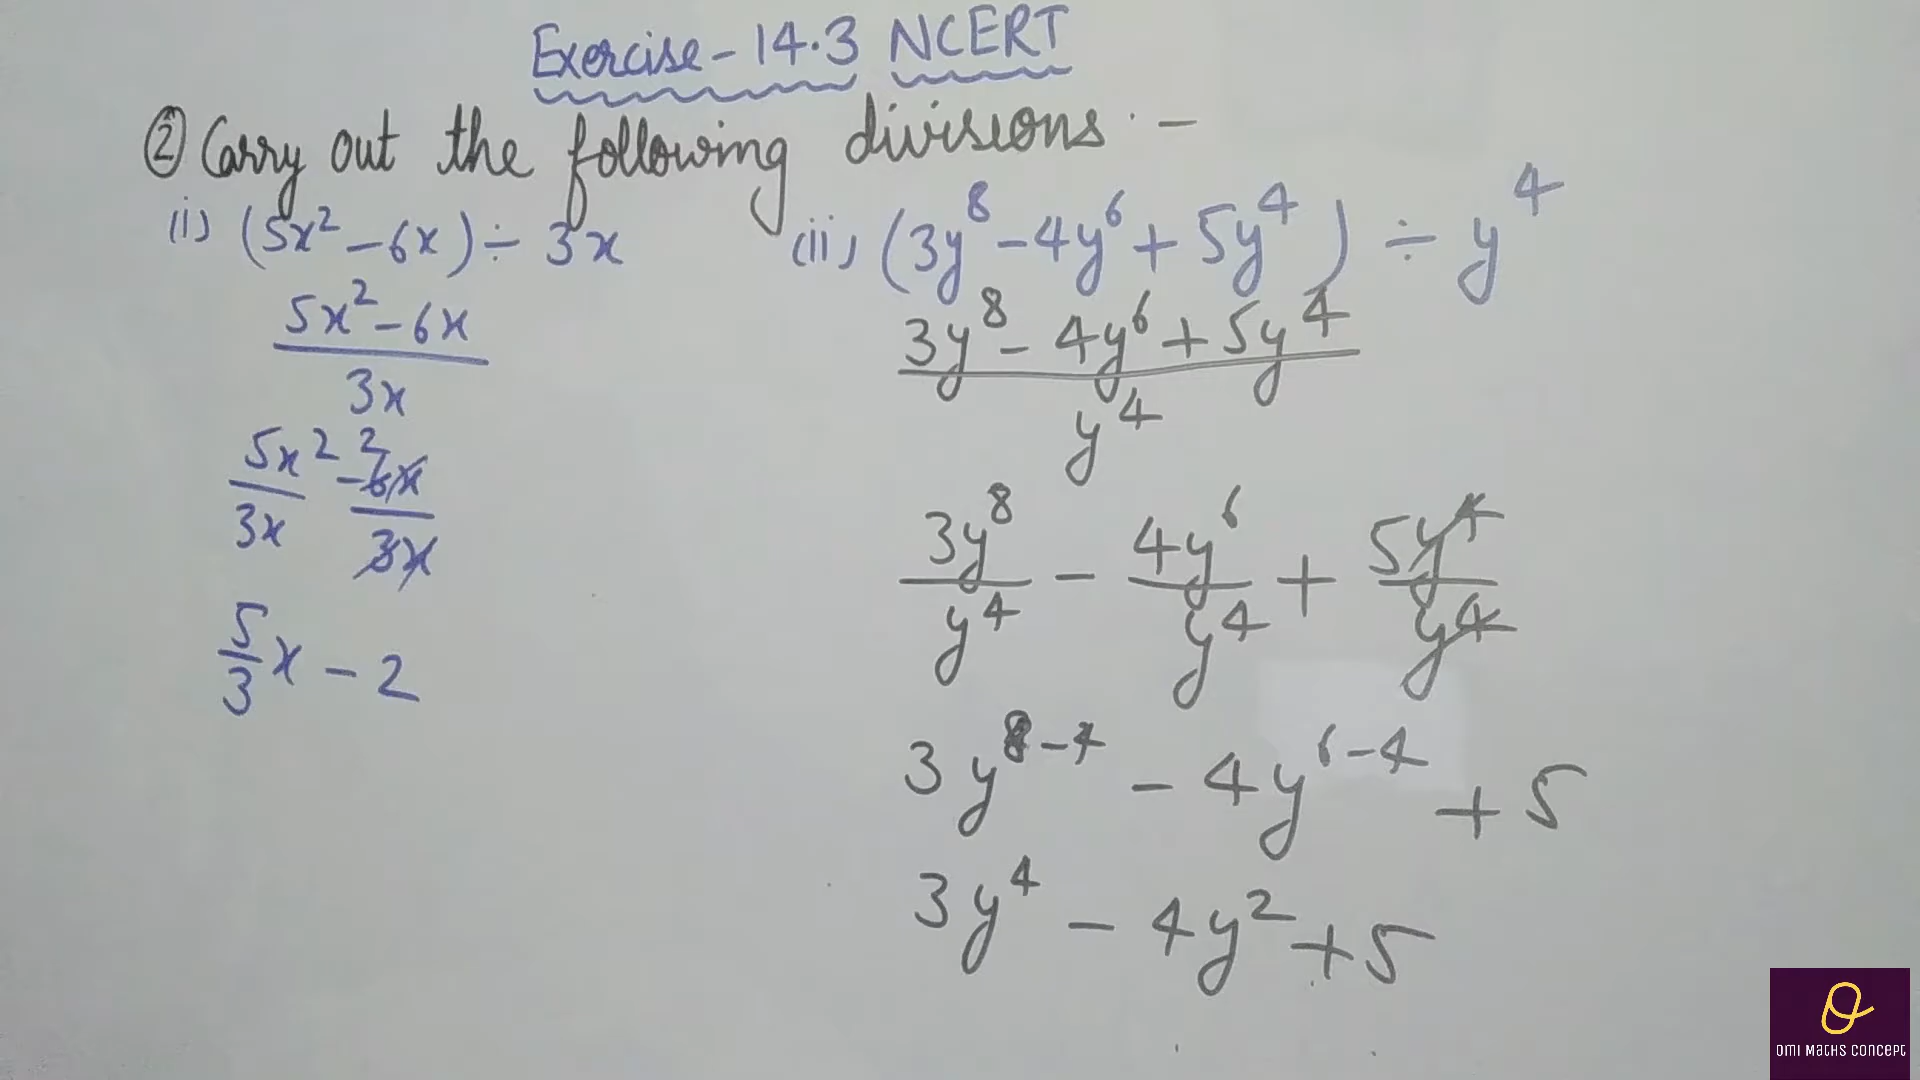 Exercise - 14.3 NCERT
② Carry out the following divisions : -
(i) (5x² - 6x) ÷ 3x
5x² - 6x
3x
5x² 2
-6x
3x 3x
5/3 x - 2
(ii) (3y⁸ - 4y⁶ + 5y⁴) ÷ y⁴
3y⁸ - 4y⁶ + 5y⁴
y⁴
3y⁸ - 4y⁶ + 5y⁴
y⁴ y⁴ y⁴
3y⁸⁻⁴ - 4y⁶⁻⁴ + 5
3y⁴ - 4y² + 5
OMI MATHS CONCEPT